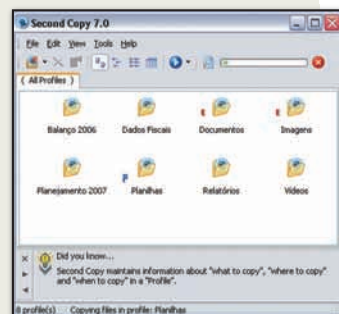 Second Copy 7.0
File Edit View Tools Help
( All Profiles )
Balanço 2006 Dados Fiscais Documentos Imagens
Planejamento 2007 Planilhas Relatórios Vídeos
Did you know...
Second Copy maintains information about "what to copy", "where to copy"
and "when to copy" in a "Profile".
8 profile(s) Copying files in profile: Planilhas